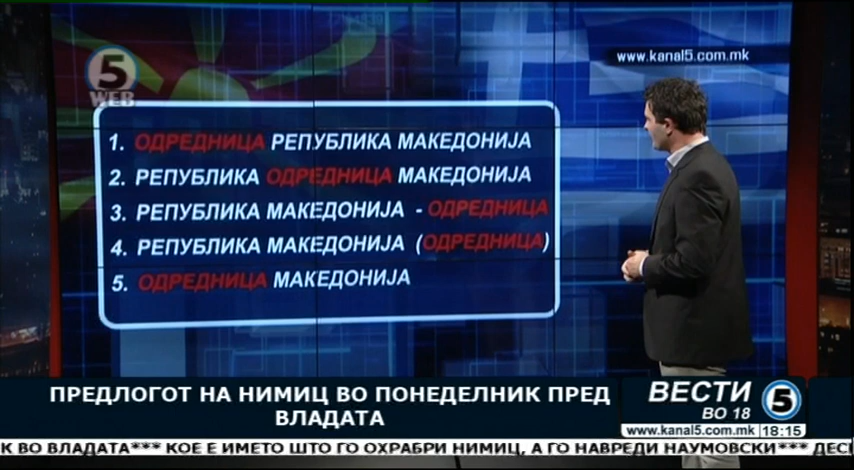 5
WEB
www.kanal5.com.mk
1. ОДРЕДНИЦА РЕПУБЛИКА МАКЕДОНИЈА
2. РЕПУБЛИКА ОДРЕДНИЦА МАКЕДОНИЈА
3. РЕПУБЛИКА МАКЕДОНИЈА - ОДРЕДНИЦА
4. РЕПУБЛИКА МАКЕДОНИЈА (ОДРЕДНИЦА)
5. ОДРЕДНИЦА МАКЕДОНИЈА
ПРЕДЛОГОТ НА НИМИЦ ВО ПОНЕДЕЛНИК ПРЕД
ВЛАДАТА
ВЕСТИ
ВО 18
5
www.kanal5.com.mk 18:15
К ВО ВЛАДАТА*** КОЕ Е ИМЕТО ШТО ГО ОХРАБРИ НИМИЦ, А ГО НАВРЕДИ НАУМОВСКИ*** ДЕС